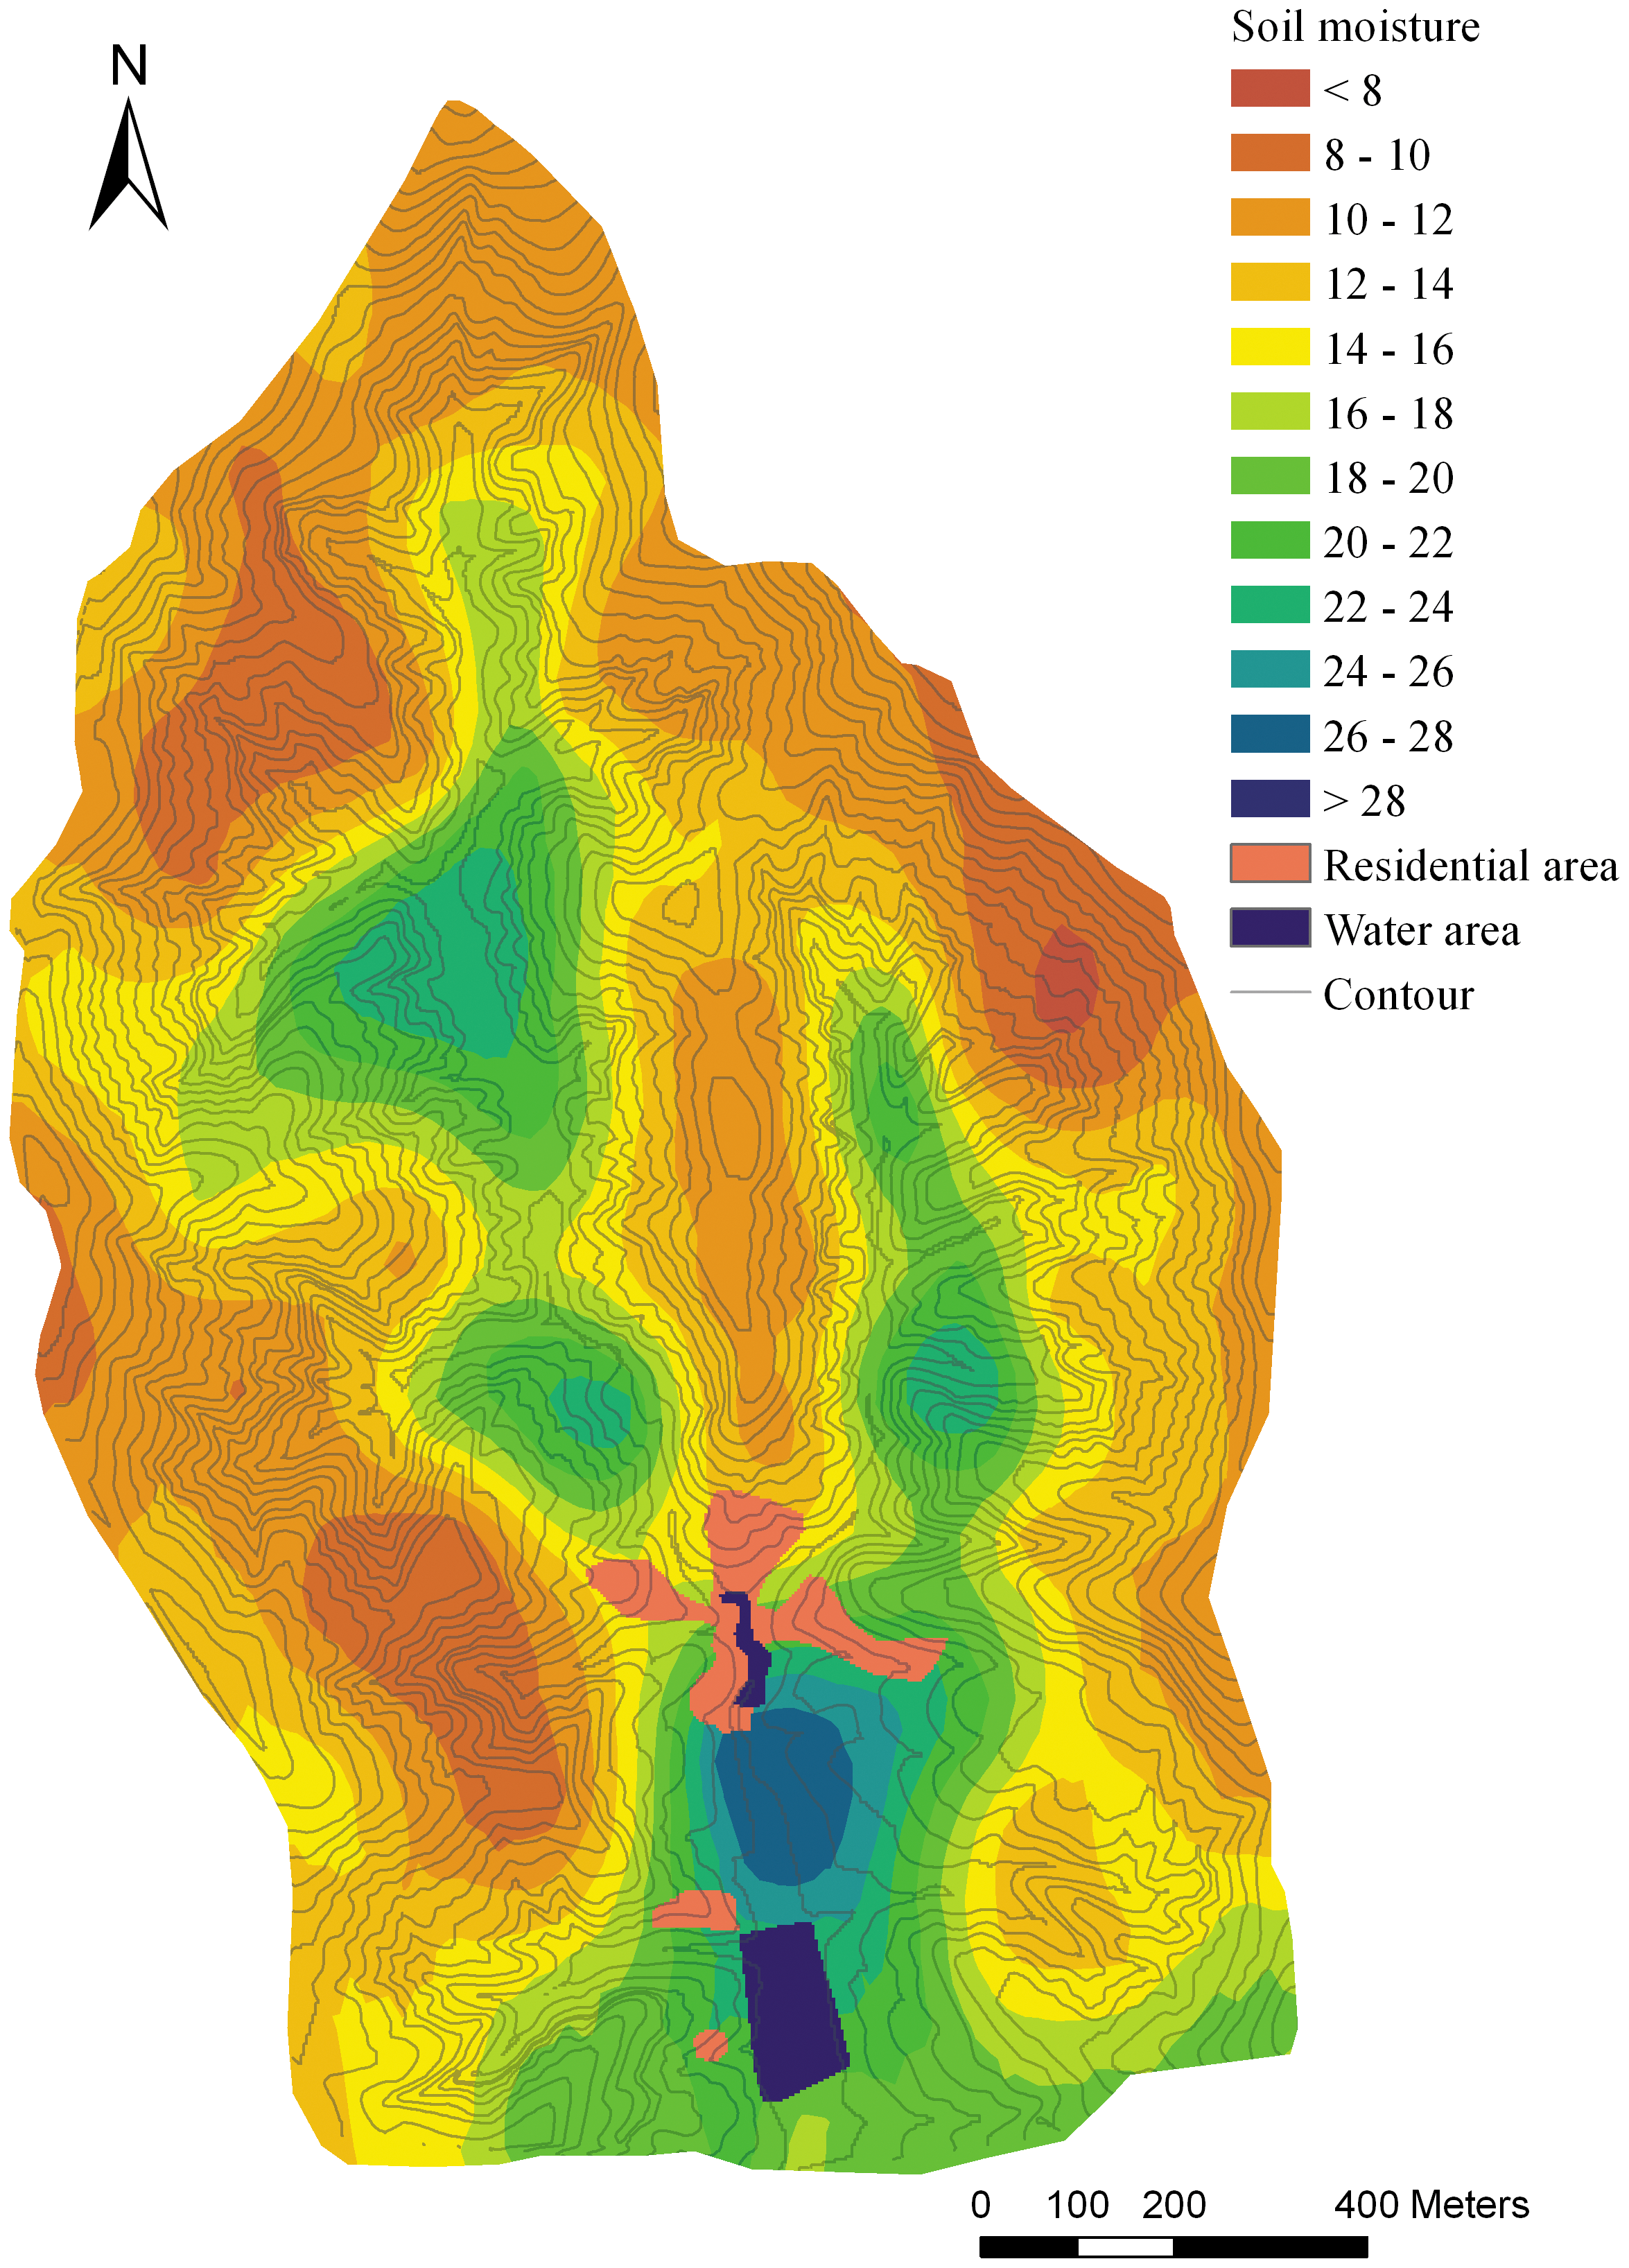 N
Soil moisture
< 8
8 - 10
10 - 12
12 - 14
14 - 16
16 - 18
18 - 20
20 - 22
22 - 24
24 - 26
26 - 28
> 28
Residential area
Water area
Contour
0 100 200 400 Meters